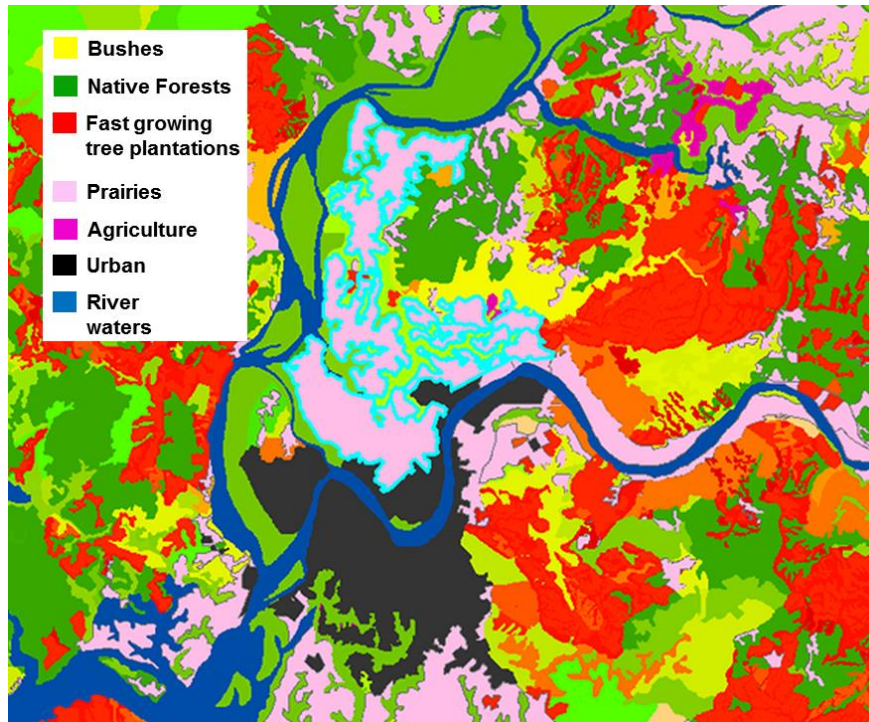 Bushes
Native Forests
Fast growing
tree plantations
Prairies
Agriculture
Urban
River
waters